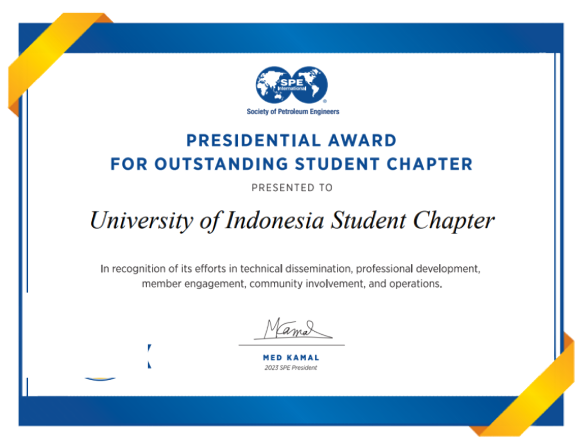 SPE
International
Society of Petroleum Engineers
PRESIDENTIAL AWARD
FOR OUTSTANDING STUDENT CHAPTER
PRESENTED TO
University of Indonesia Student Chapter
In recognition of its efforts in technical dissemination, professional development,
member engagement, community involvement, and operations.
MKamal
MED KAMAL
2023 SPE President